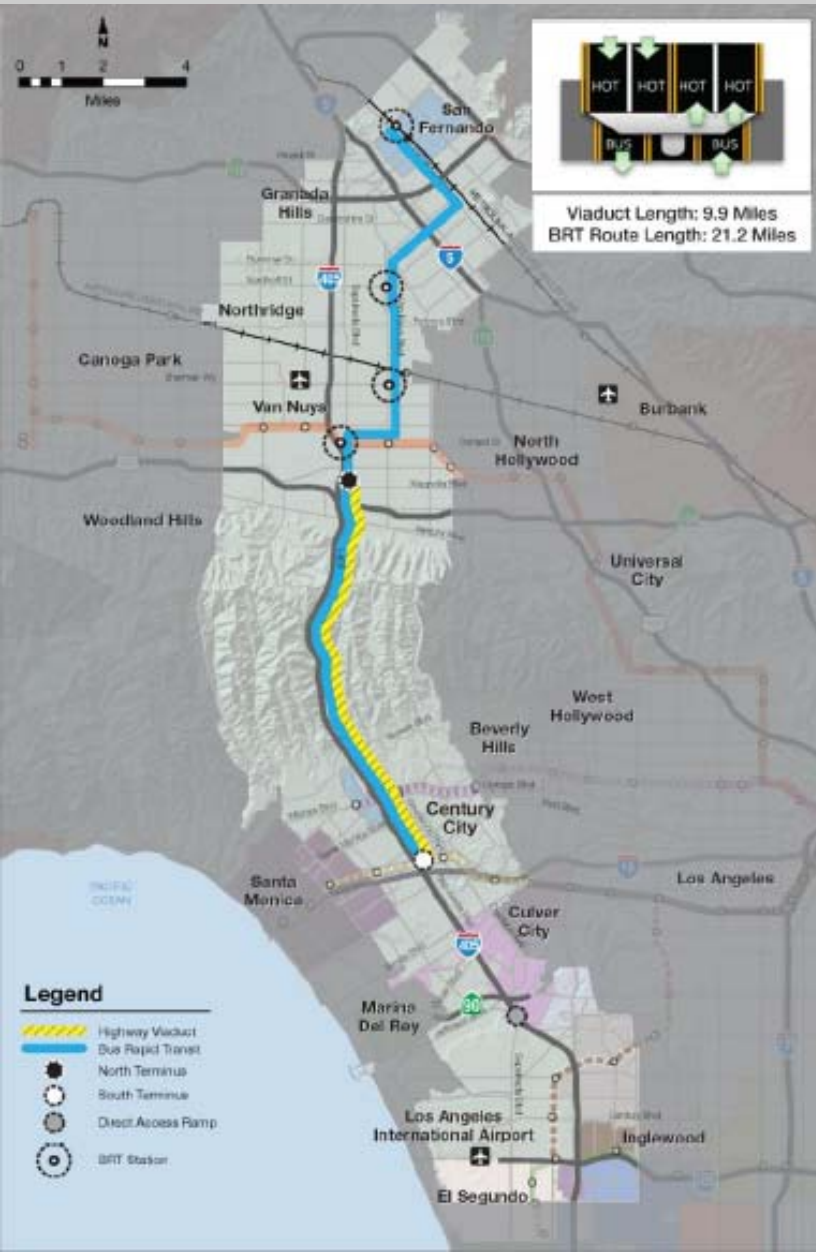 N
0 1 2 4
Miles
HOT HOT HOT HOT
BUS BUS
Viaduct Length: 9.9 Miles
BRT Route Length: 21.2 Miles
San
Fernando
Granada
Hills
5
405
Northridge
Canoga Park
Van Nuys
Burbank
North
Hollywood
Woodland Hills
Universal
City
West
Hollywood
Beverly
Hills
Century
City
Santa
Monica
Los Angeles
Culver
City
PACIFIC
OCEAN
405
Marina
Del Rey
90
Sepulveda Blvd
Los Angeles
International Airport
Inglewood
El Segundo
Legend
Highway Viaduct
Bus Rapid Transit
North Terminus
South Terminus
Direct Access Ramp
BRT Station